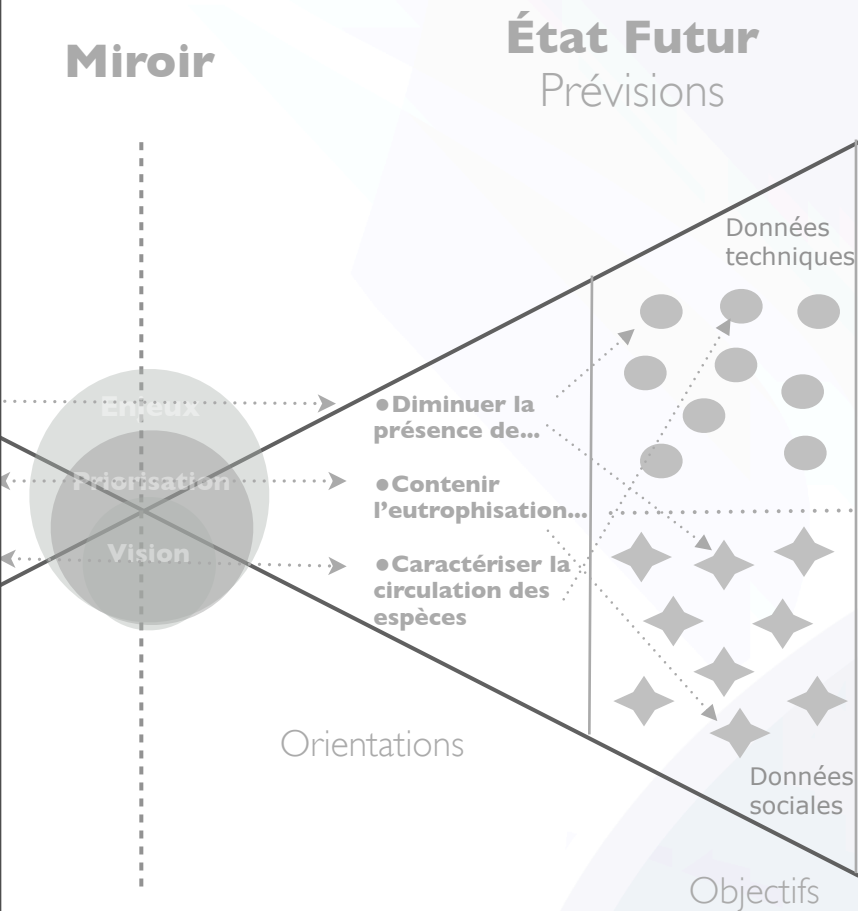 Miroir
État Futur
Prévisions
Données
techniques
Enjeux
Priorisation
Vision
•Diminuer la
présence de...
•Contenir
l'eutrophisation...
•Caractériser la
circulation des
espèces
Orientations
Données
sociales
Objectifs